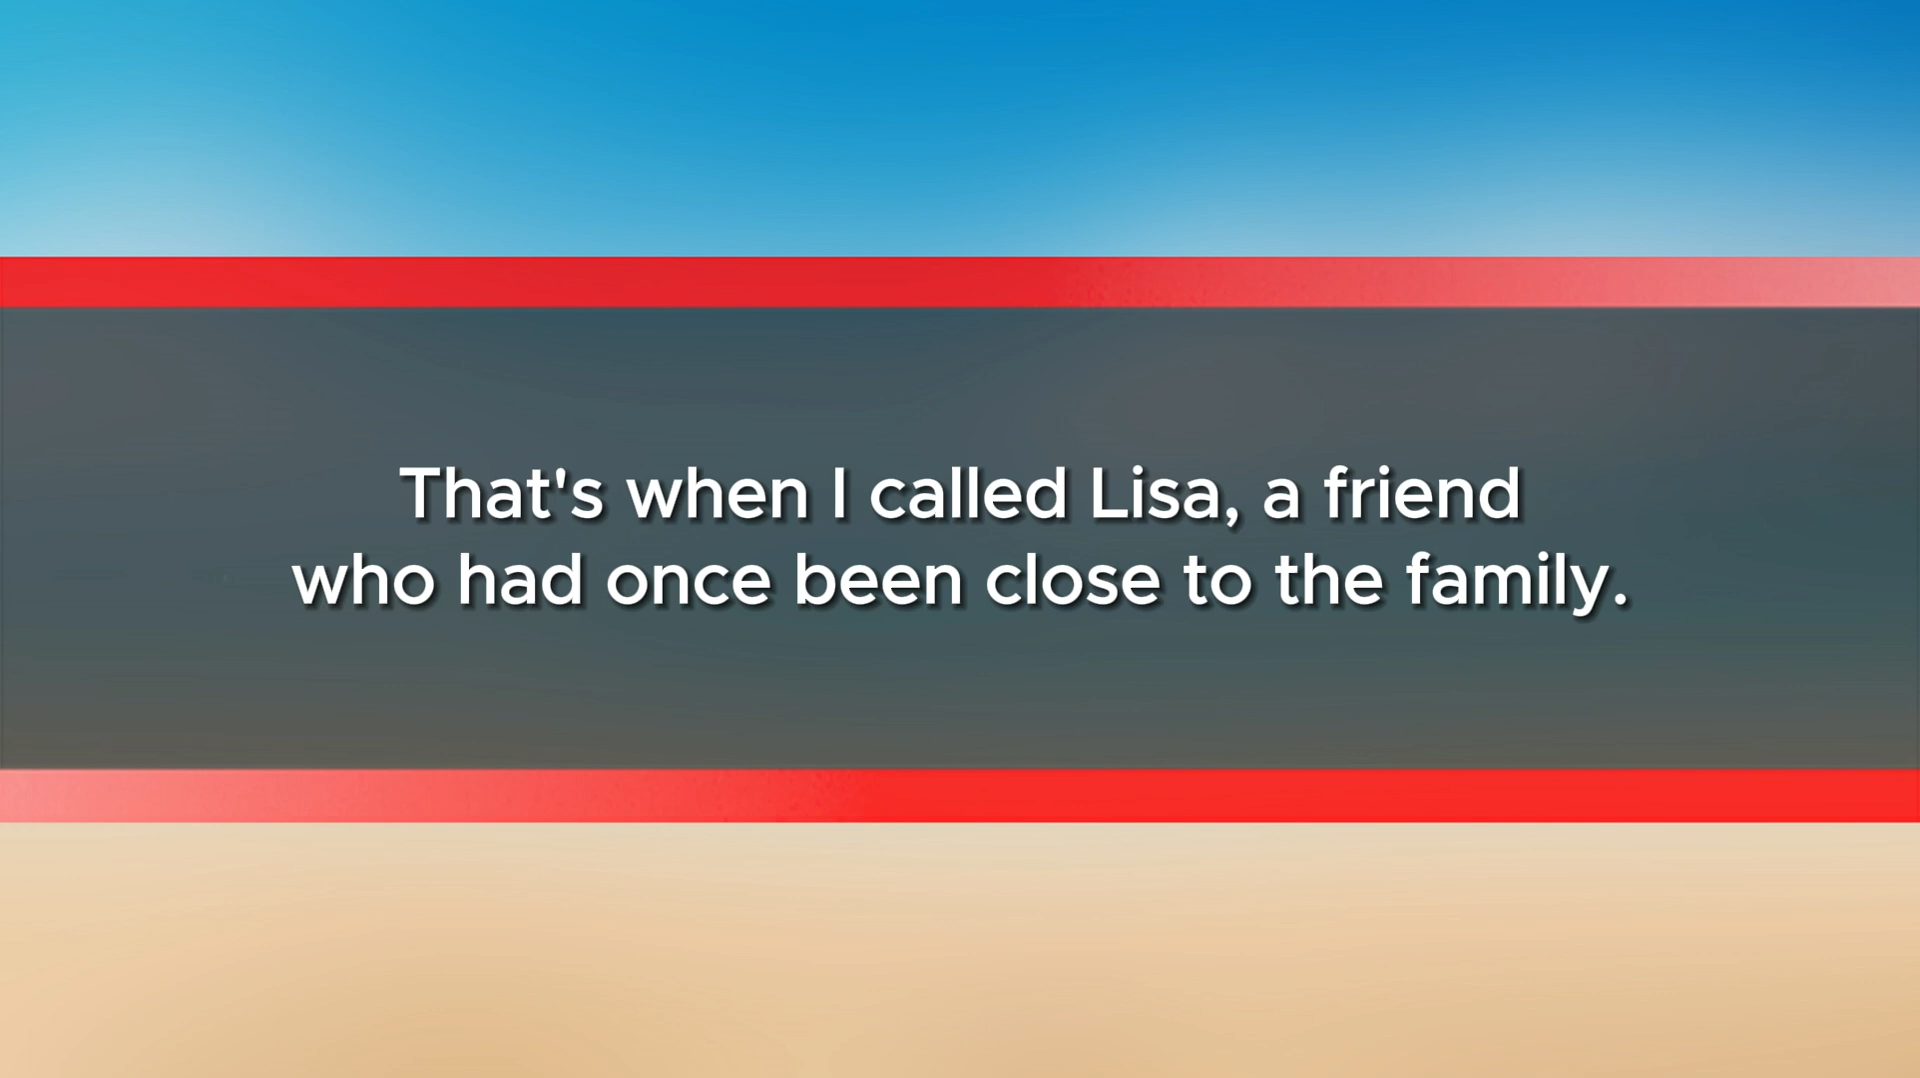 That's when I called Lisa, a friend
who had once been close to the family.